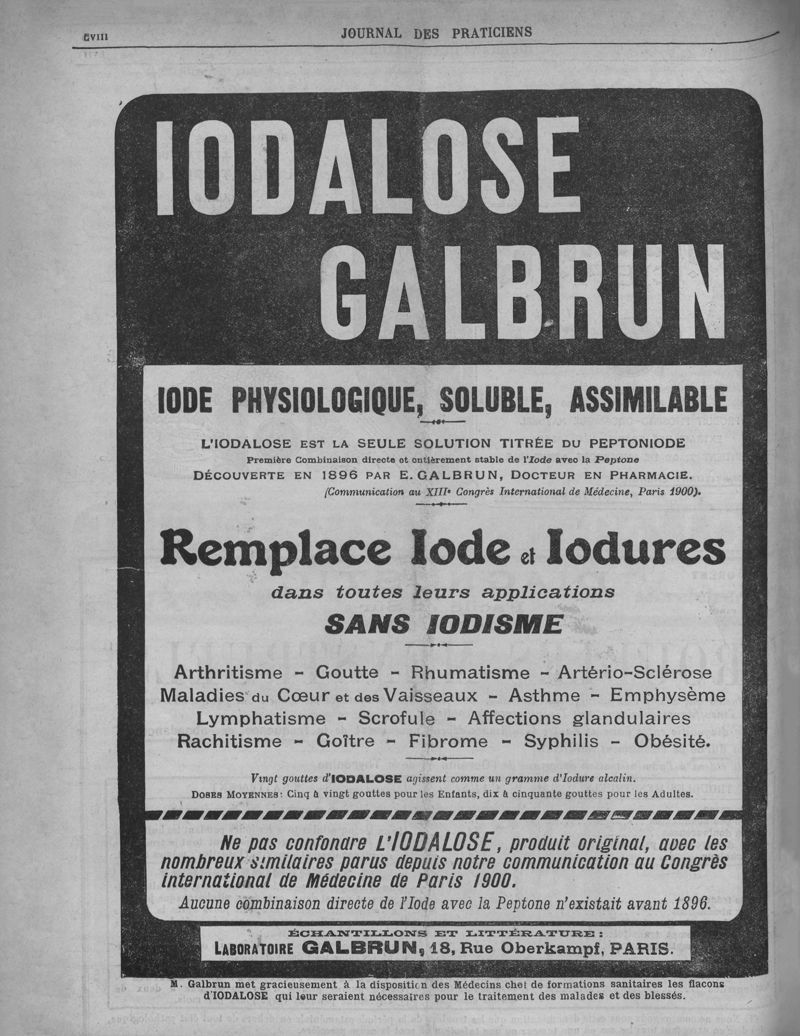 CVIII
JOURNAL DES PRATICIENS
IODALOSE
GALBRUN
IODE PHYSIOLOGIQUE, SOLUBLE, ASSIMILABLE
L'IODALOSE EST LA SEULE SOLUTION TITRÉE DU PEPTONIODE
Première Combinaison directe et entièrement stable de l'Iode avec la Peptone
DÉCOUVERTE EN 1896 PAR E. GALBRUN, DOCTEUR EN PHARMACIE.
(Communication au XIIIe Congrès International de Médecine, Paris 1900).
Remplace Iode et Iodures
dans toutes leurs applications
SANS IODISME
Arthritisme - Goutte - Rhumatisme - Artério-Sclérose
Maladies du Cœur et des Vaisseaux - Asthme - Emphysème
Lymphatisme - Scrofule - Affections glandulaires
Rachitisme - Goître - Fibrome - Syphilis - Obésité.
Vingt gouttes d'IODALOSE agissent comme un gramme d'Iodure alcalin.
DOSES MOYENNES : Cinq à vingt gouttes pour les Enfants, dix à cinquante gouttes pour les Adultes.
Ne pas confondre L'IODALOSE, produit original, avec les
nombreux similaires parus depuis notre communication au Congrès
international de Médecine de Paris 1900.
Aucune combinaison directe de l'Iode avec la Peptone n'existait avant 1896.
ÉCHANTILLONS ET LITTÉRATURE :
LABORATOIRE GALBRUN, 18, Rue Oberkampf, PARIS.
M. Galbrun met gracieusement à la disposition des Médecins chef de formations sanitaires les flacons
d'IODALOSE qui leur seraient nécessaires pour le traitement des malades et des blessés.